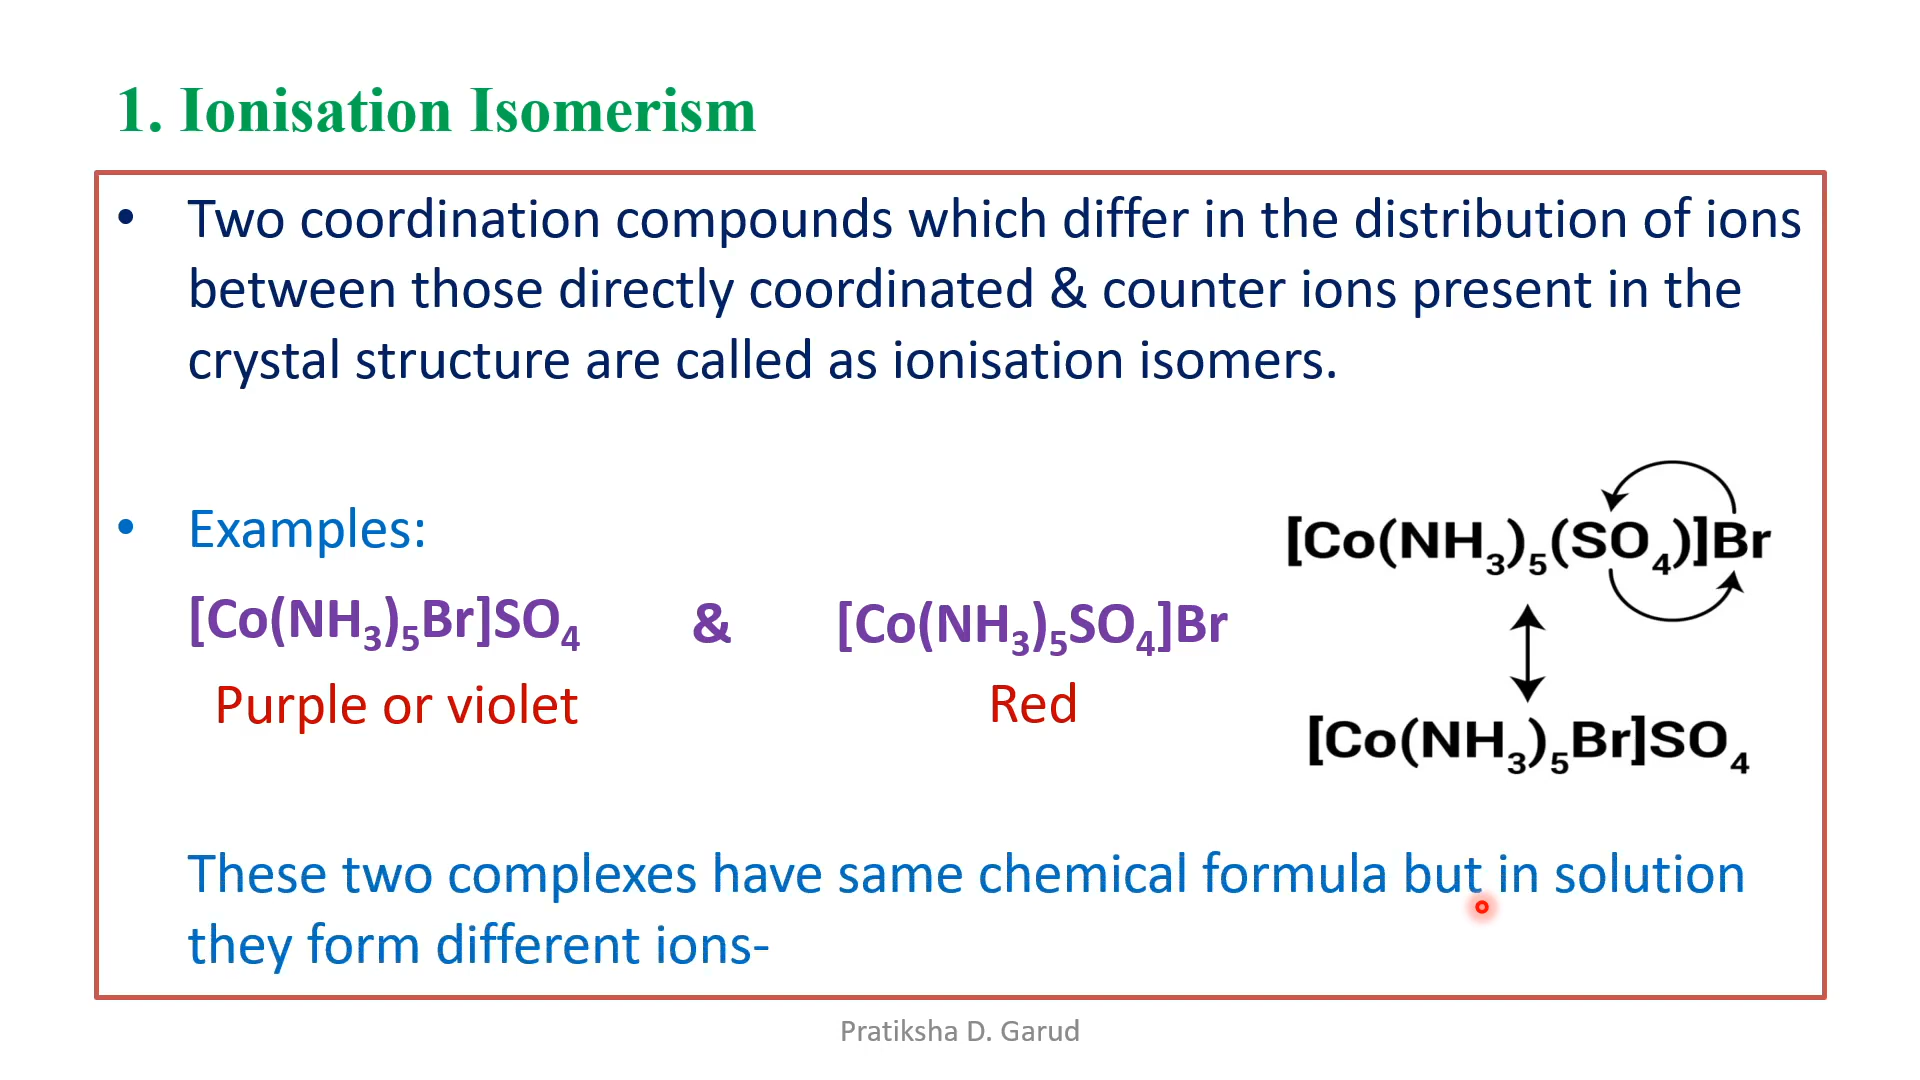 1. Ionisation Isomerism
• Two coordination compounds which differ in the distribution of ions
between those directly coordinated & counter ions present in the
crystal structure are called as ionisation isomers.
• Examples:
[Co(NH₃)₅Br]SO₄ & [Co(NH₃)₅SO₄]Br
Purple or violet Red
[Co(NH₃)₅(SO₄)]Br
[Co(NH₃)₅Br]SO₄
These two complexes have same chemical formula but in solution
they form different ions-
Pratiksha D. Garud